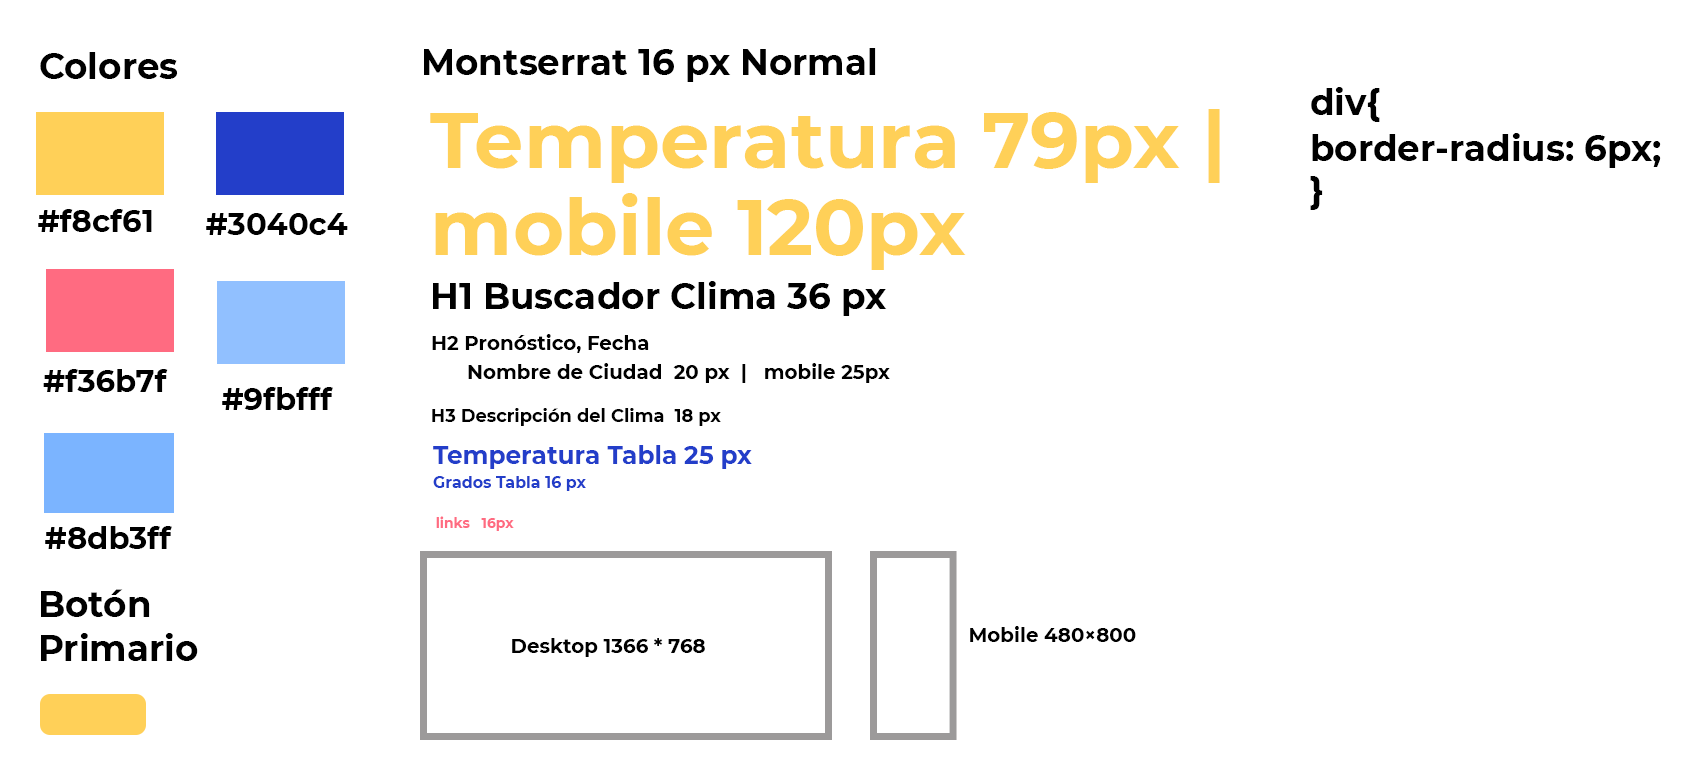 Colores
#f8cf61
#3040c4
#f36b7f
#9fbfff
#8db3ff
Botón
Primario
Montserrat 16 px Normal
Temperatura 79px |
mobile 120px
H1 Buscador Clima 36 px
H2 Pronóstico, Fecha
Nombre de Ciudad 20 px | mobile 25px
H3 Descripción del Clima 18 px
Temperatura Tabla 25 px
Grados Tabla 16 px
links 16px
Desktop 1366 * 768
Mobile 480×800
div{
border-radius: 6px;
}